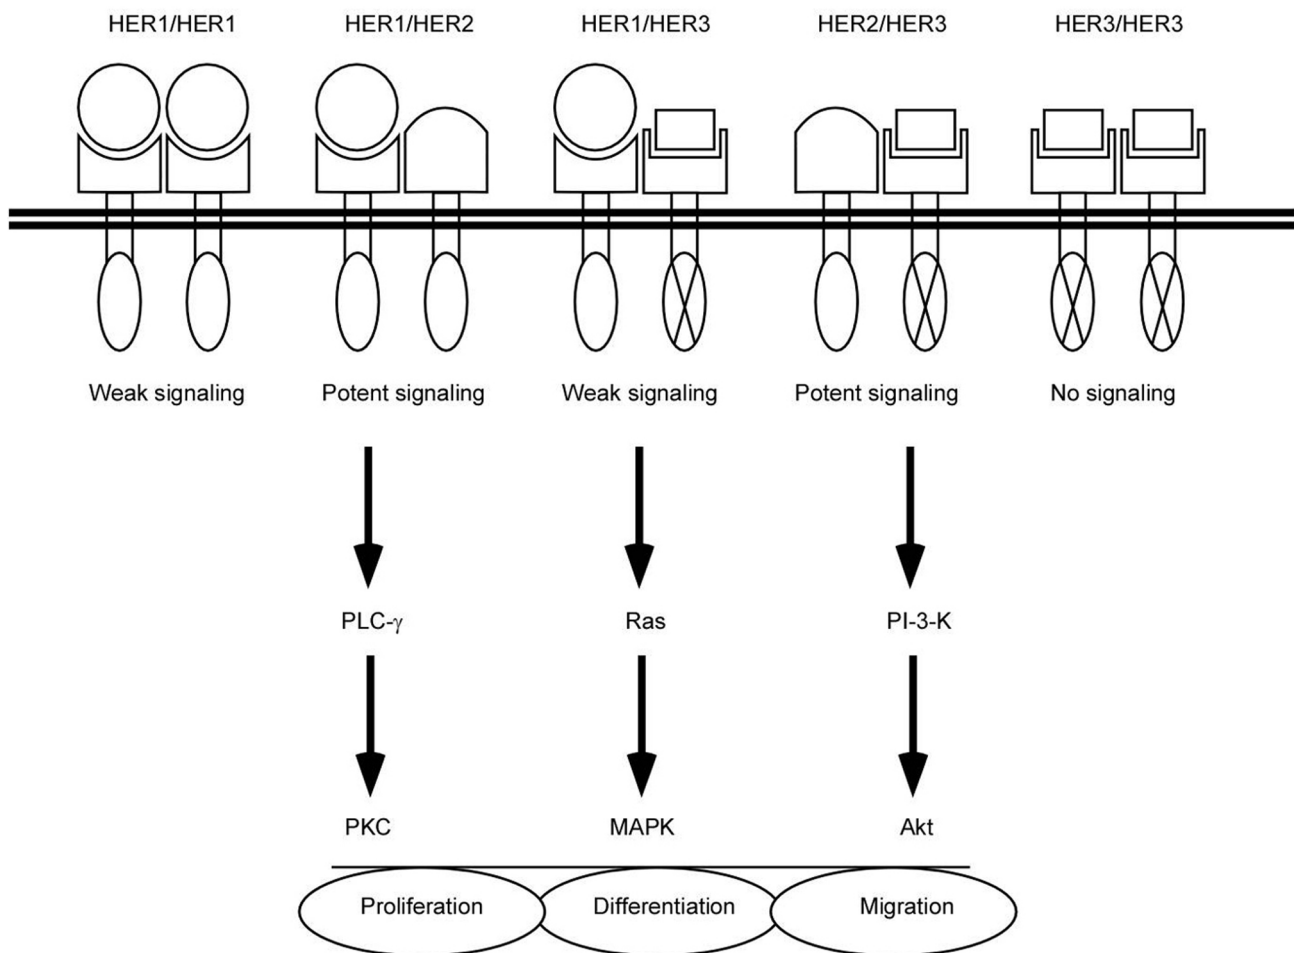 HER1/HER1 HER1/HER2 HER1/HER3 HER2/HER3 HER3/HER3
Weak signaling Potent signaling Weak signaling Potent signaling No signaling
PLC-γ Ras PI-3-K
PKC MAPK Akt
Proliferation Differentiation Migration